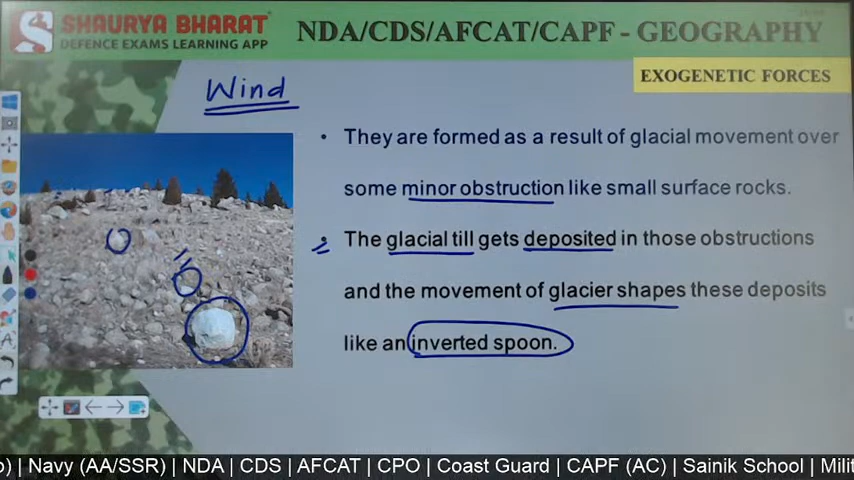 SHAURYA BHARAT
DEFENCE EXAMS LEARNING APP
NDA/CDS/AFCAT/CAPF - GEOGRAPHY
EXOGENETIC FORCES
Wind
• They are formed as a result of glacial movement over
some minor obstruction like small surface rocks.
• The glacial till gets deposited in those obstructions
and the movement of glacier shapes these deposits
like an inverted spoon.
| Navy (AA/SSR) | NDA | CDS | AFCAT | CPO | Coast Guard | CAPF (AC) | Sainik School |